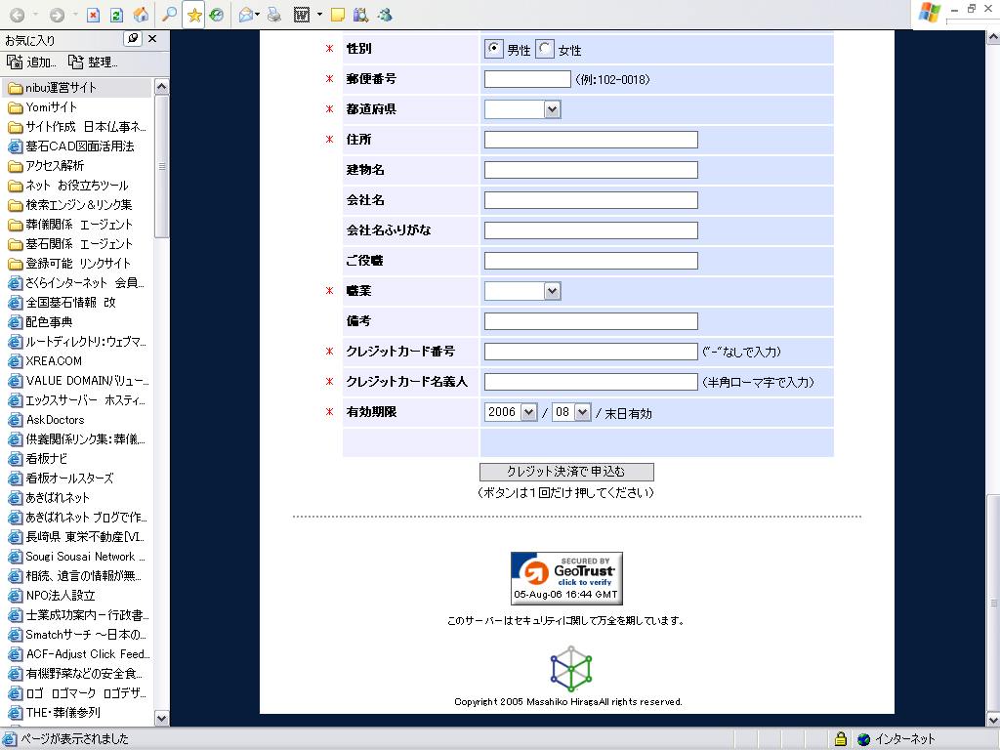 お気に入り
追加... 整理...
nibu運営サイト
Yomiサイト
サイト作成 日本仏事ネ...
墓石CAD図面活用法
アクセス解析
ネット お役立ちツール
検索エンジン&リンク集
葬儀関係 エージェント
墓石関係 エージェント
登録可能 リンクサイト
さくらインターネット 会員...
全国墓石情報 改
配色事典
ルートディレクトリ:ウェブマ...
XREA.COM
VALUE DOMAIN/バリュー...
エックスサーバー ホスティ...
AskDoctors
供養関係リンク集:葬儀,...
看板ナビ
看板オールスターズ
あきばれネット
あきばれネット ブログで作...
長崎県 東栄不動産[VI...
Sougi Sousai Network ...
相続、遺言の情報が無...
NPO法人設立
士業成功案内-行政書...
Smatchサーチ ~日本の...
ACF-Adjust Click Feed...
有機野菜などの安全食...
ロゴ ロゴマーク ロゴデザ...
THE・葬儀参列
* 性別 男性 女性
* 郵便番号 (例:102-0018)
* 都道府県
* 住所
建物名
会社名
会社名ふりがな
ご役職
* 職業
備考
* クレジットカード番号 ("-"なしで入力)
* クレジットカード名義人 (半角ローマ字で入力)
* 有効期限 2006 / 08 / 末日有効
クレジット決済で申込む
(ボタンは1回だけ押してください)
SECURED BY
GeoTrust
click to verify
05-Aug-06 16:44 GMT
このサーバーはセキュリティに関して万全を期しています。
Copyright 2005 Masahiko HiragaAll rights reserved.
ページが表示されました インターネット